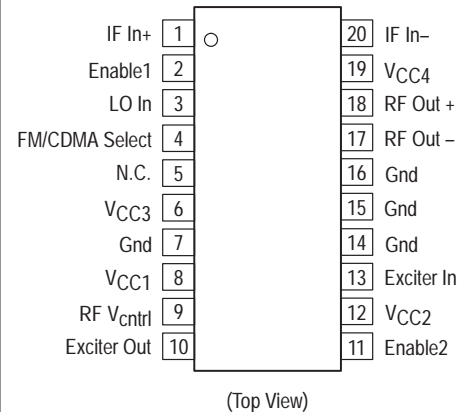 IF In+ 1 20 IF In–
Enable1 2 19 VCC4
LO In 3 18 RF Out +
FM/CDMA Select 4 17 RF Out –
N.C. 5 16 Gnd
VCC3 6 15 Gnd
Gnd 7 14 Gnd
VCC1 8 13 Exciter In
RF Vcntrl 9 12 VCC2
Exciter Out 10 11 Enable2
(Top View)